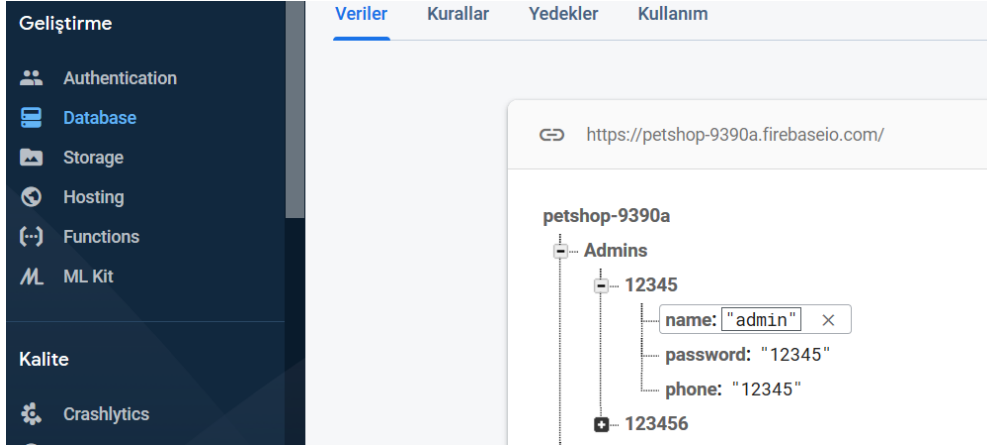 Geliştirme
Authentication
Database
Storage
Hosting
Functions
ML Kit
Kalite
Crashlytics
Veriler Kurallar Yedekler Kullanım
https://petshop-9390a.firebaseio.com/
petshop-9390a
Admins
12345
name: "admin"
password: "12345"
phone: "12345"
123456